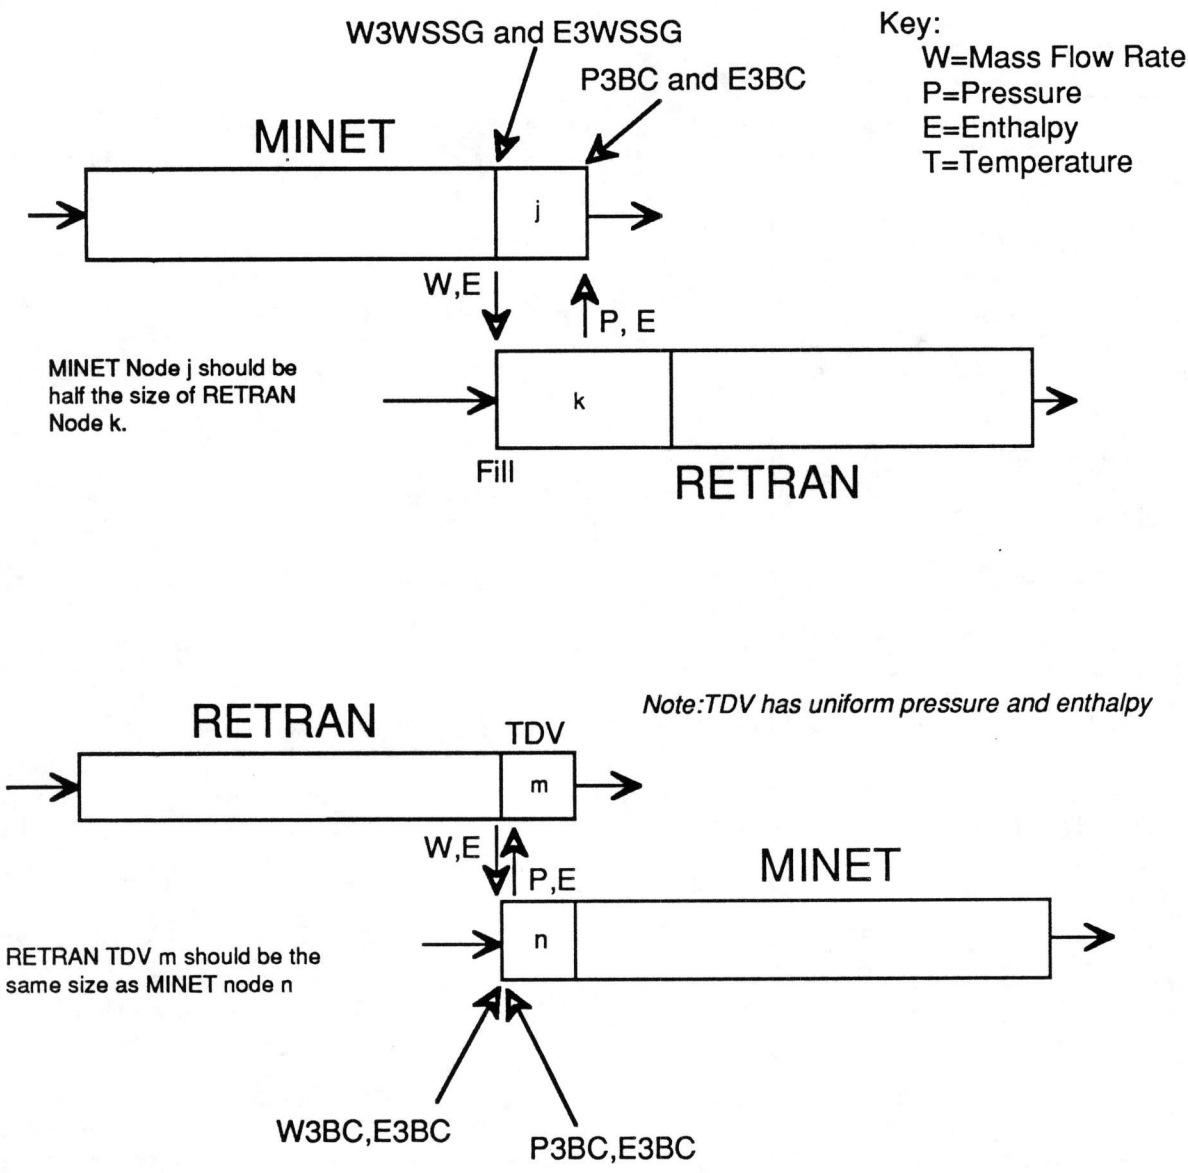 W3WSSG and E3WSSG
Key:
W=Mass Flow Rate
P3BC and E3BC
P=Pressure
E=Enthalpy
T=Temperature
MINET
j
W,E
P, E
MINET Node j should be
half the size of RETRAN
Node k.
k
Fill
RETRAN
RETRAN
Note:TDV has uniform pressure and enthalpy
TDV
m
W,E
P,E
MINET
n
RETRAN TDV m should be the
same size as MINET node n
W3BC,E3BC
P3BC,E3BC